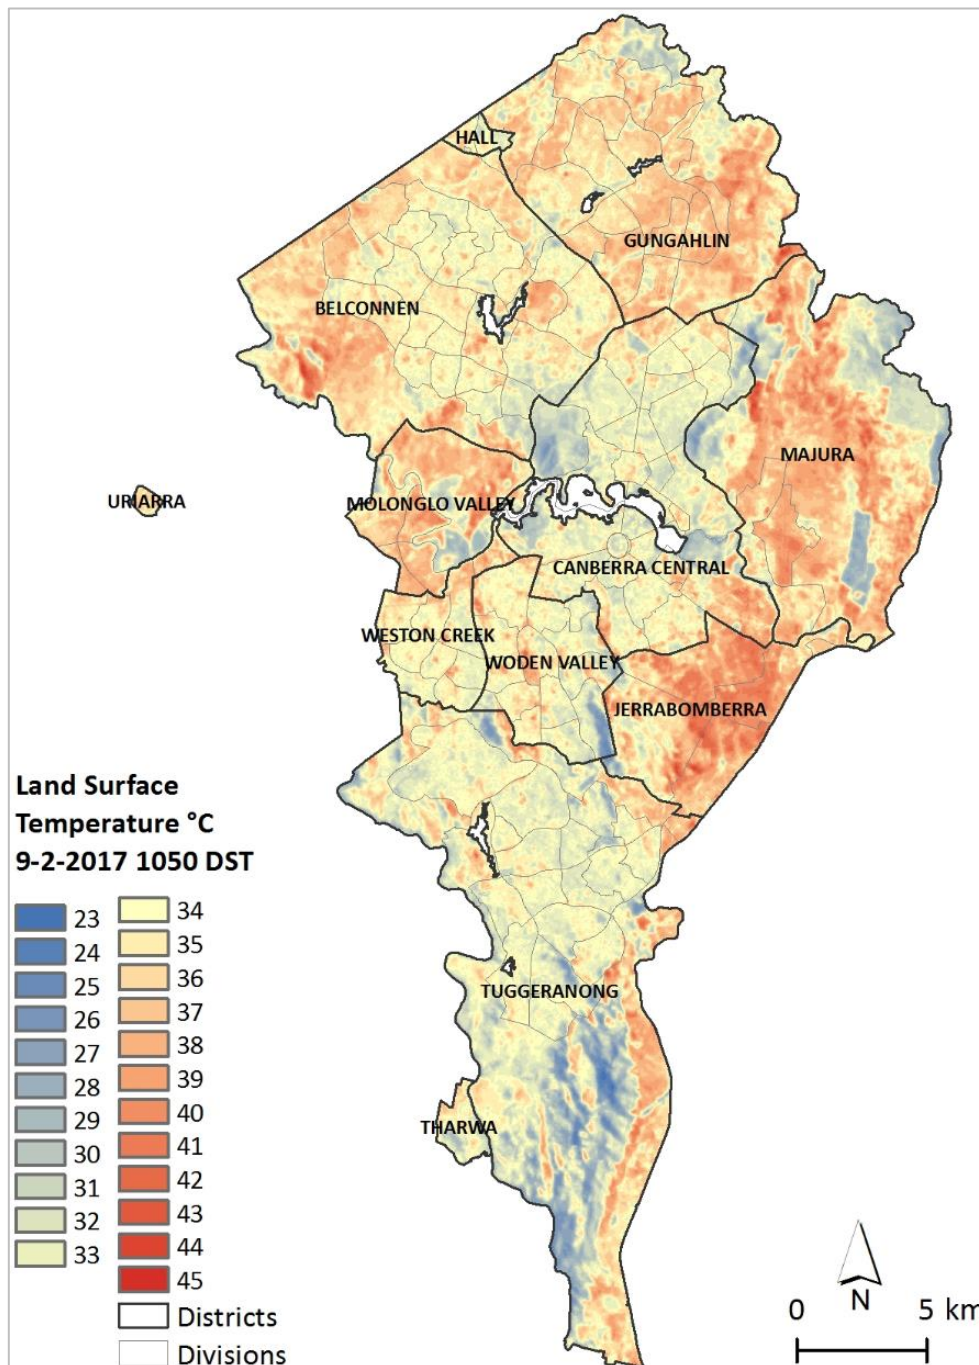 HALL
GUNGAHLIN
BELCONNEN
MAJURA
URIARRA
MOLONGLO VALLEY
CANBERRA CENTRAL
WESTON CREEK
WODEN VALLEY
JERRABOMBERRA
TUGGERANONG
THARWA
Land Surface
Temperature °C
9-2-2017 1050 DST
23
24
25
26
27
28
29
30
31
32
33
34
35
36
37
38
39
40
41
42
43
44
45
Districts
Divisions
N
0 5 km